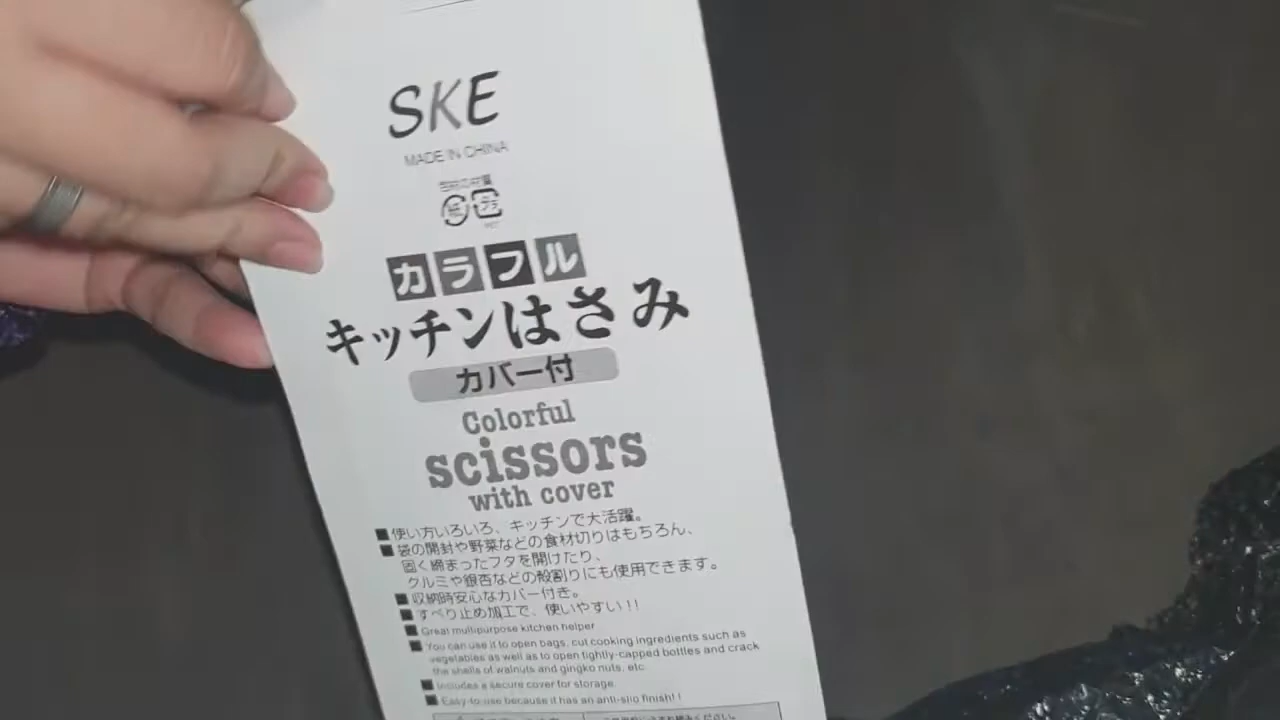 SKE
MADE IN CHINA
紙 プラ
カラフル
キッチンはさみ
カバー付
Colorful
scissors
with cover
■使い方いろいろ、キッチンで大活躍。
■袋の開封や野菜などの食材切りはもちろん、
固く締まったフタを開けたり、
クルミや銀杏などの殻割りにも使用できます。
■収納時安心なカバー付き。
■すべり止め加工で、使いやすい!!
■Great multipurpose kitchen helper
■You can use it to open bags, cut cooking ingredients such as
vegetables as well as to open tightly-capped bottles and crack
the shells of walnuts and gingko nuts, etc.
■Includes a secure cover for storage.
■Easy-to-use because it has an anti-slip finish!!